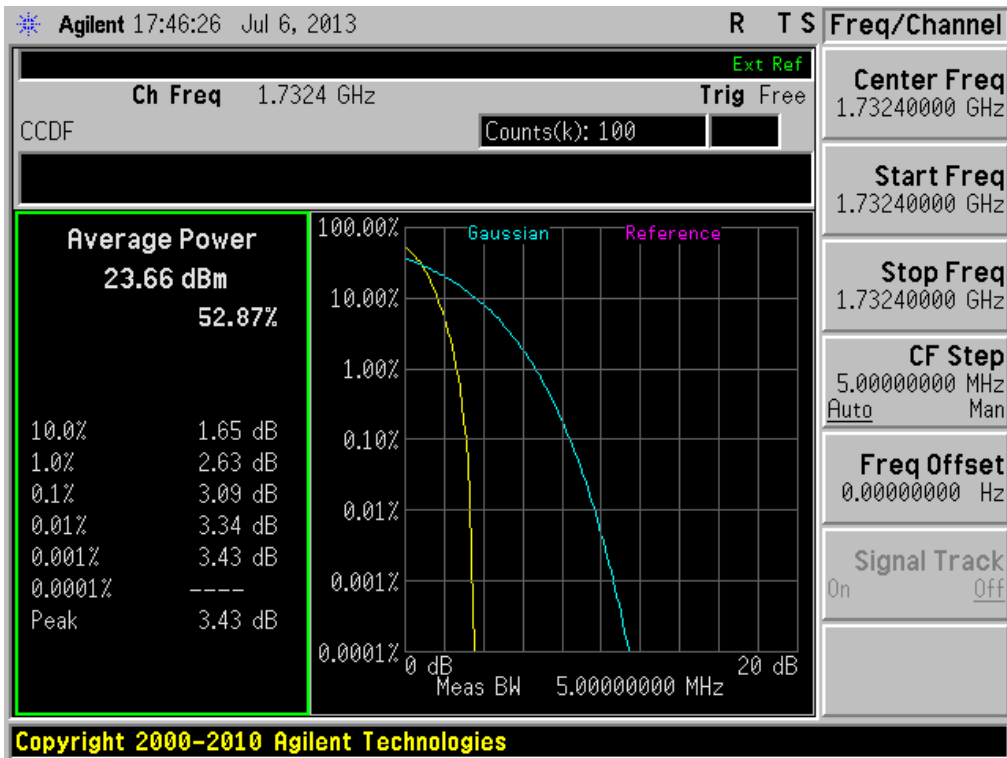 Agilent 17:46:26 Jul 6, 2013 R T S
Ext Ref
Ch Freq 1.7324 GHz Trig Free
CCDF Counts(k): 100
Average Power
23.66 dBm
52.87%
10.0% 1.65 dB
1.0% 2.63 dB
0.1% 3.09 dB
0.01% 3.34 dB
0.001% 3.43 dB
0.0001% ----
Peak 3.43 dB
Gaussian Reference
100.00%
10.00%
1.00%
0.10%
0.01%
0.001%
0.0001%
0 dB 20 dB
Meas BW 5.00000000 MHz
Freq/Channel
Center Freq
1.73240000 GHz
Start Freq
1.73240000 GHz
Stop Freq
1.73240000 GHz
CF Step
5.00000000 MHz
Auto Man
Freq Offset
0.00000000 Hz
Signal Track
On Off
Copyright 2000-2010 Agilent Technologies